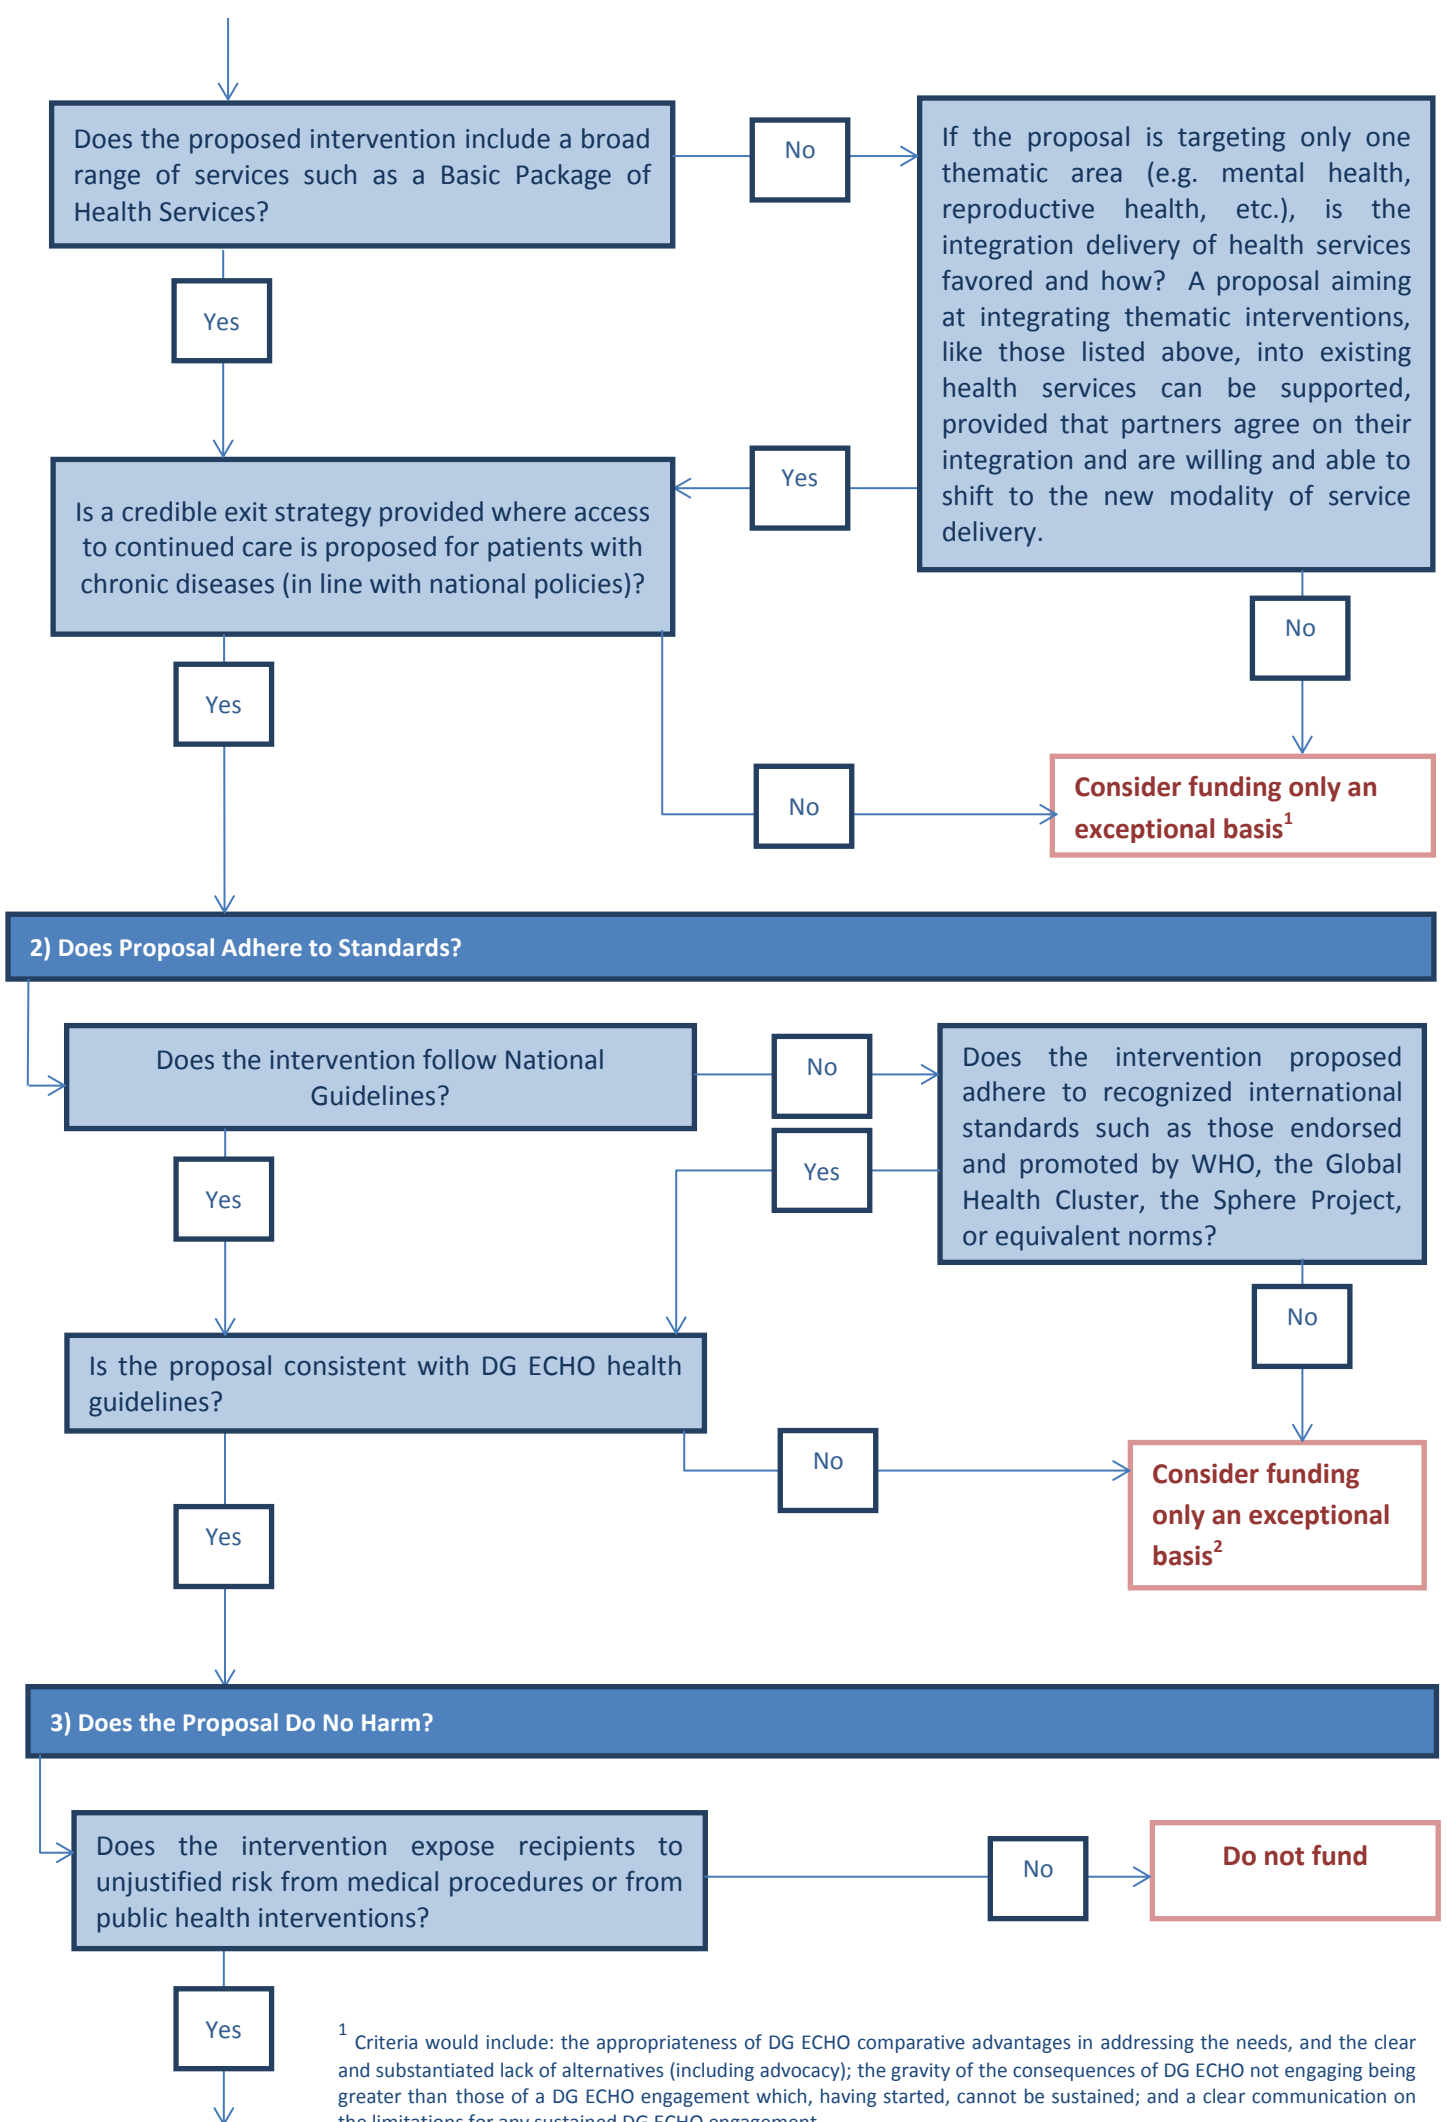 Does the proposed intervention include a broad
range of services such as a Basic Package of
Health Services?
No
If the proposal is targeting only one
thematic area (e.g. mental health,
reproductive health, etc.), is the
integration delivery of health services
favored and how? A proposal aiming
at integrating thematic interventions,
like those listed above, into existing
health services can be supported,
provided that partners agree on their
integration and are willing and able to
shift to the new modality of service
delivery.
Yes
Yes
Is a credible exit strategy provided where access
to continued care is proposed for patients with
chronic diseases (in line with national policies)?
No
Yes
No
Consider funding only an
exceptional basis1
2) Does Proposal Adhere to Standards?
Does the intervention follow National
Guidelines?
No
Does the intervention proposed
adhere to recognized international
standards such as those endorsed
and promoted by WHO, the Global
Health Cluster, the Sphere Project,
or equivalent norms?
Yes
Yes
No
Is the proposal consistent with DG ECHO health
guidelines?
No
Consider funding
only an exceptional
basis2
Yes
3) Does the Proposal Do No Harm?
Does the intervention expose recipients to
unjustified risk from medical procedures or from
public health interventions?
No
Do not fund
Yes
1 Criteria would include: the appropriateness of DG ECHO comparative advantages in addressing the needs, and the clear
and substantiated lack of alternatives (including advocacy); the gravity of the consequences of DG ECHO not engaging being
greater than those of a DG ECHO engagement which, having started, cannot be sustained; and a clear communication on
the limitations for any sustained DG ECHO engagement